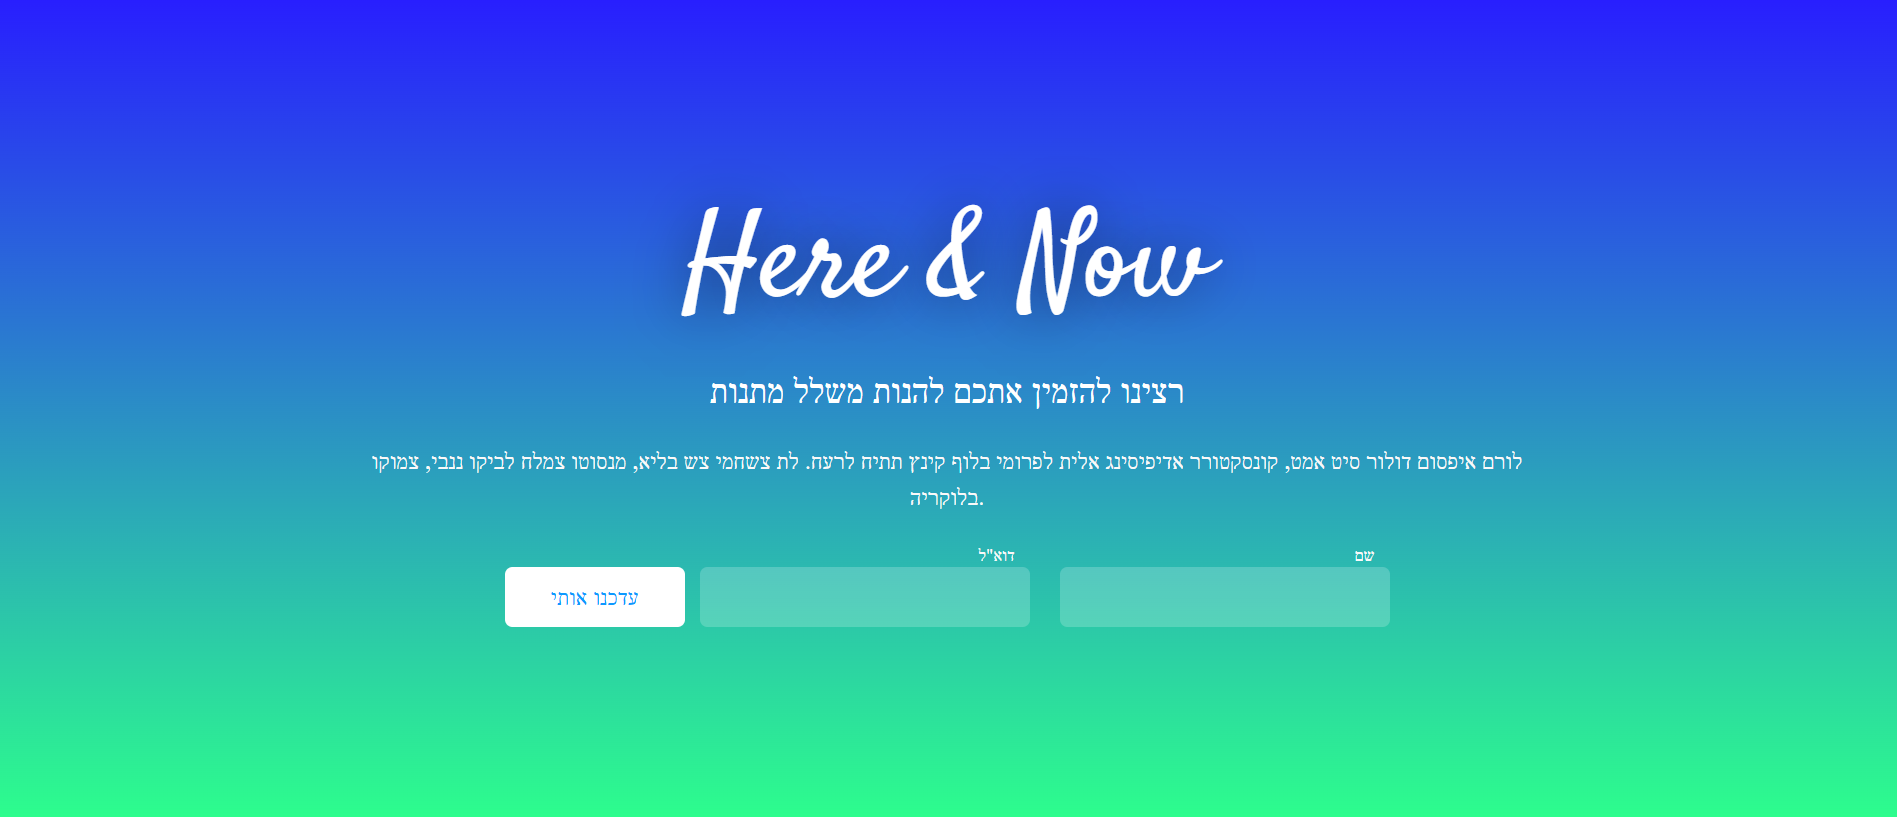 Here & Now
רצינו להזמין אתכם להנות משלל מתנות
לורם איפסום דולור סיט אמט, קונסקטורר אדיפיסינג אלית לפרומי בלוף קינץ תתיח לרעח. לת צשחמי צש בליא, מנסוטו צמלח לביקו ננבי, צמוקו
בלוקריה.
שם
דוא"ל
עדכנו אותי